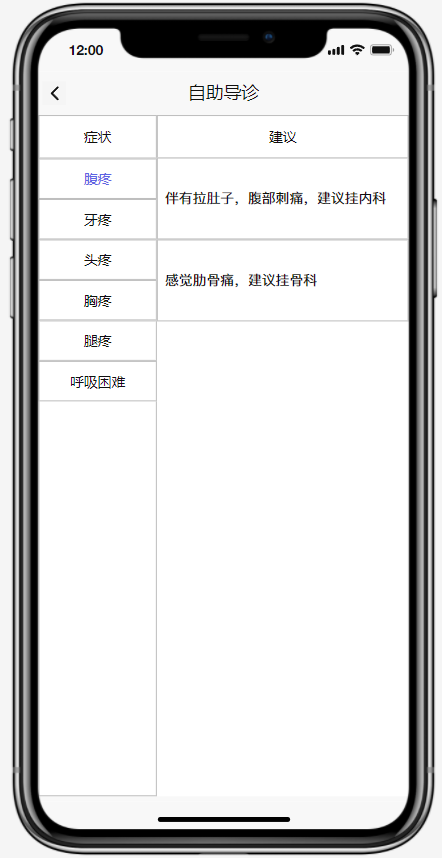 12:00
自助导诊
症状
建议
腹疼
伴有拉肚子，腹部刺痛，建议挂内科
牙疼
头疼
感觉肋骨痛，建议挂骨科
胸疼
腿疼
呼吸困难